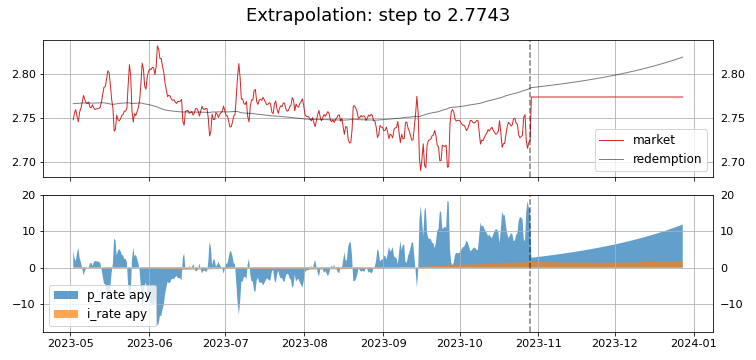 Extrapolation: step to 2.7743
2.80 2.80
2.75 2.75
2.70 2.70
market
redemption
20 20
10 10
0 0
−10 −10
p_rate apy
i_rate apy
2023-05 2023-06 2023-07 2023-08 2023-09 2023-10 2023-11 2023-12 2024-01